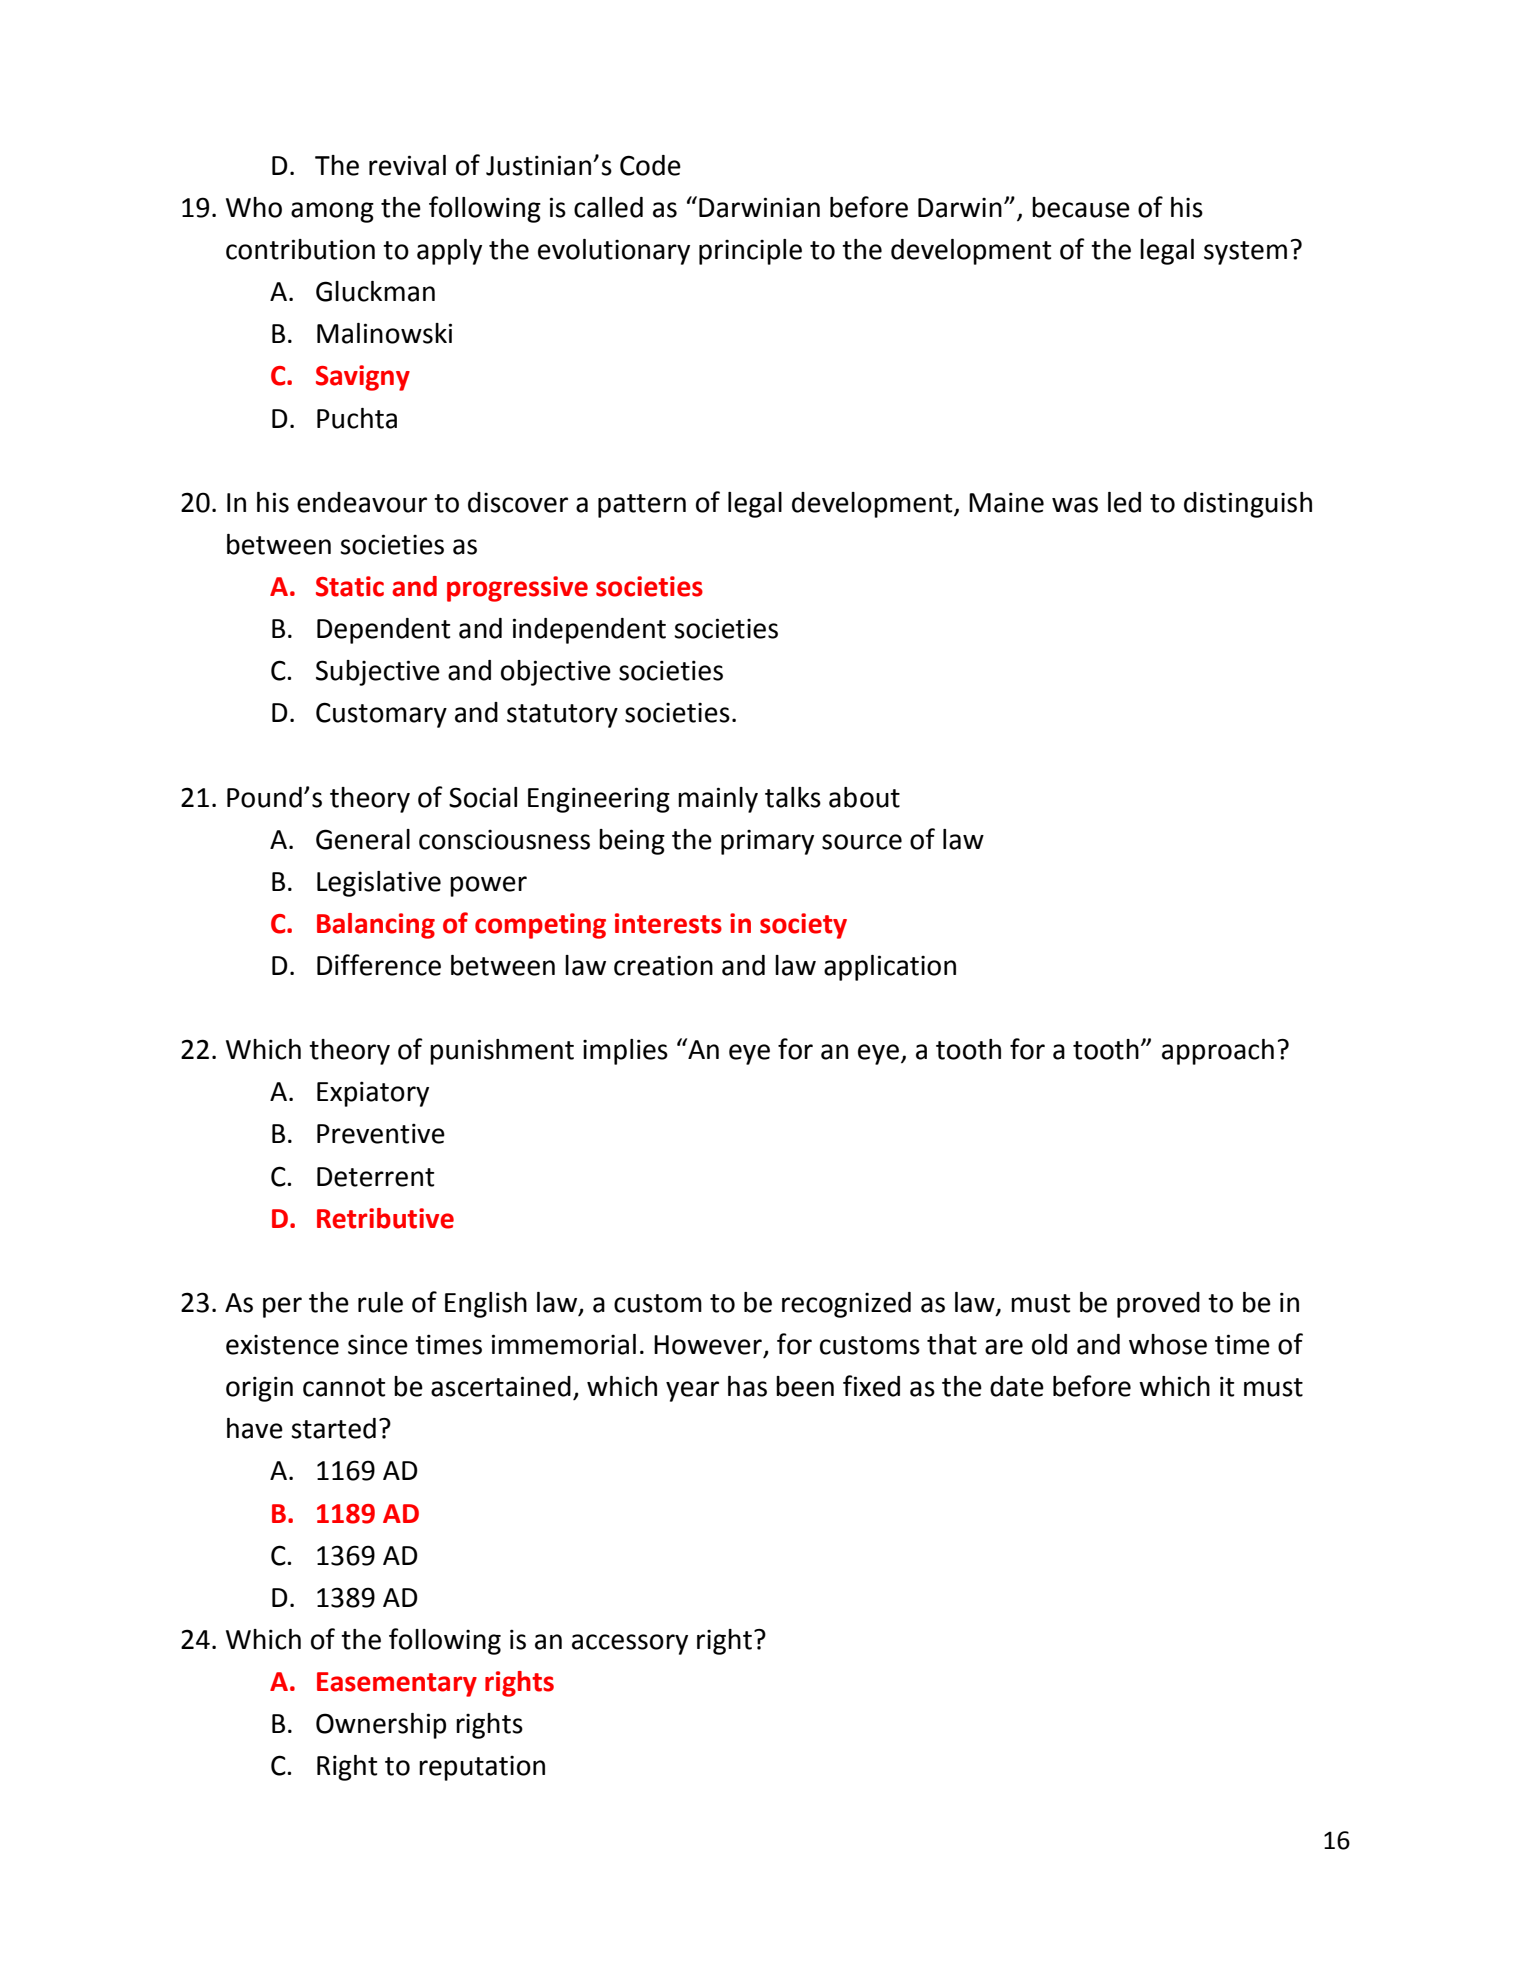 D. The revival of Justinian’s Code
19. Who among the following is called as “Darwinian before Darwin”, because of his
contribution to apply the evolutionary principle to the development of the legal system?
A. Gluckman
B. Malinowski
C. Savigny
D. Puchta
20. In his endeavour to discover a pattern of legal development, Maine was led to distinguish
between societies as
A. Static and progressive societies
B. Dependent and independent societies
C. Subjective and objective societies
D. Customary and statutory societies.
21. Pound’s theory of Social Engineering mainly talks about
A. General consciousness being the primary source of law
B. Legislative power
C. Balancing of competing interests in society
D. Difference between law creation and law application
22. Which theory of punishment implies “An eye for an eye, a tooth for a tooth” approach?
A. Expiatory
B. Preventive
C. Deterrent
D. Retributive
23. As per the rule of English law, a custom to be recognized as law, must be proved to be in
existence since times immemorial. However, for customs that are old and whose time of
origin cannot be ascertained, which year has been fixed as the date before which it must
have started?
A. 1169 AD
B. 1189 AD
C. 1369 AD
D. 1389 AD
24. Which of the following is an accessory right?
A. Easementary rights
B. Ownership rights
C. Right to reputation
16